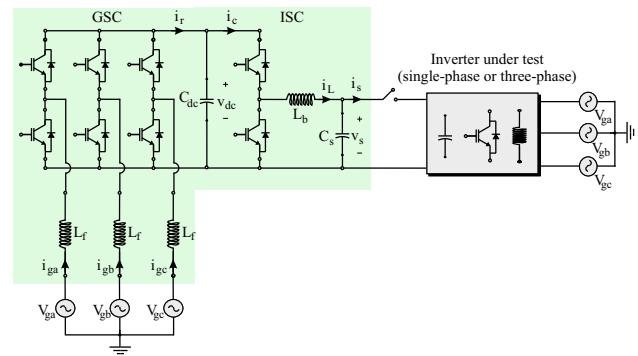 GSC
i_r
i_c
ISC
C_dc
+
v_dc
−
L_b
i_L
i_s
C_s
+
v_s
−
Inverter under test
(single-phase or three-phase)
V_ga
V_gb
V_gc
L_f
L_f
L_f
i_ga
i_gb
i_gc
V_ga
V_gb
V_gc